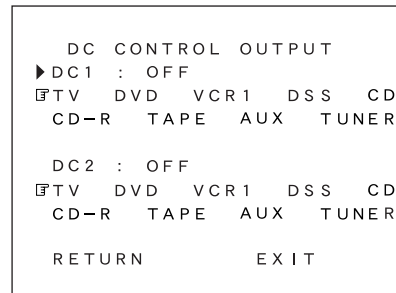 DC CONTROL OUTPUT
▶DC1 : OFF
☞TV DVD VCR1 DSS CD
CD-R TAPE AUX TUNER
DC2 : OFF
☞TV DVD VCR1 DSS CD
CD-R TAPE AUX TUNER
RETURN EXIT